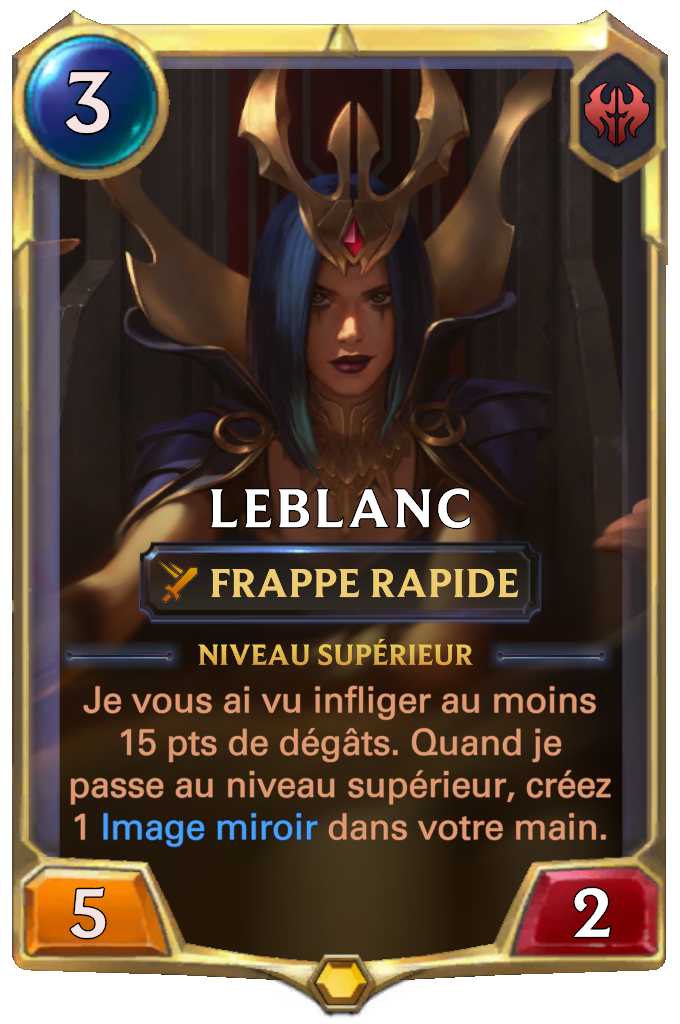 3
LEBLANC
FRAPPE RAPIDE
NIVEAU SUPÉRIEUR
Je vous ai vu infliger au moins
15 pts de dégâts. Quand je
passe au niveau supérieur, créez
1 Image miroir dans votre main.
5
2